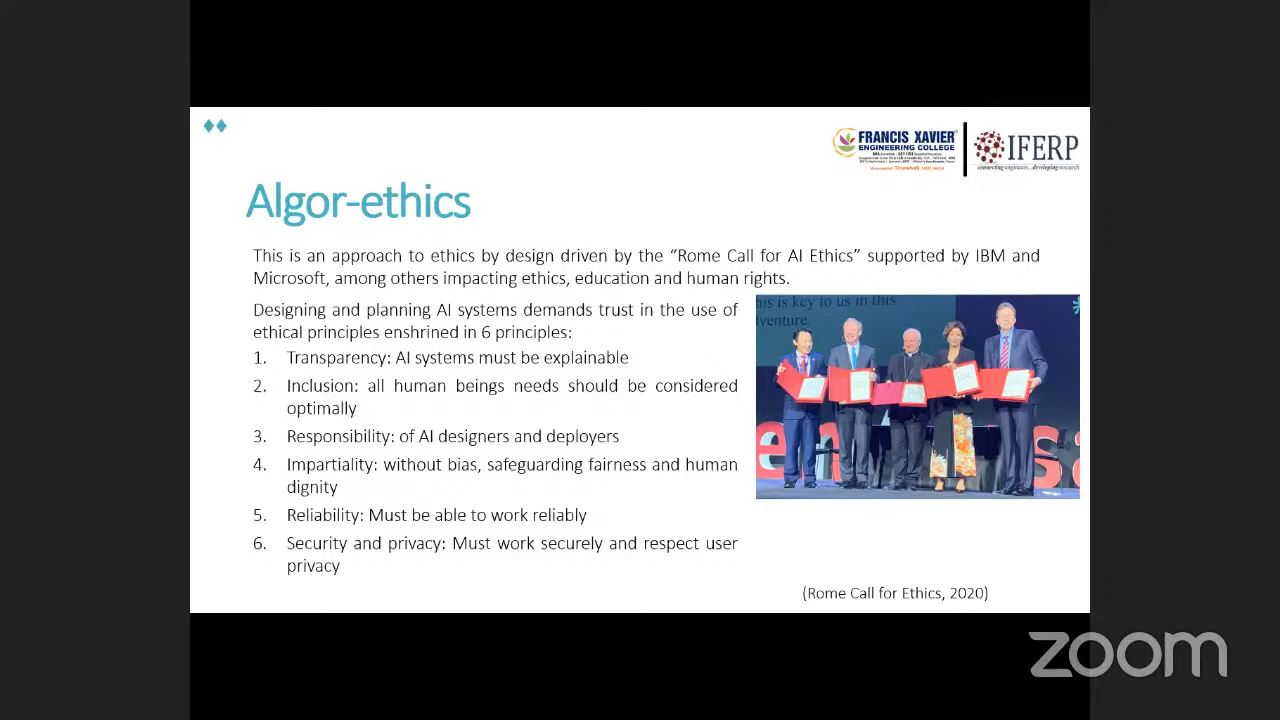 FRANCIS XAVIER
ENGINEERING COLLEGE
IFERP
connecting engineers...developing research
Algor-ethics
This is an approach to ethics by design driven by the “Rome Call for AI Ethics” supported by IBM and
Microsoft, among others impacting ethics, education and human rights.
Designing and planning AI systems demands trust in the use of
ethical principles enshrined in 6 principles:
1. Transparency: AI systems must be explainable
2. Inclusion: all human beings needs should be considered
optimally
3. Responsibility: of AI designers and deployers
4. Impartiality: without bias, safeguarding fairness and human
dignity
5. Reliability: Must be able to work reliably
6. Security and privacy: Must work securely and respect user
privacy
his is key to us in this
lventure.
(Rome Call for Ethics, 2020)
zoom